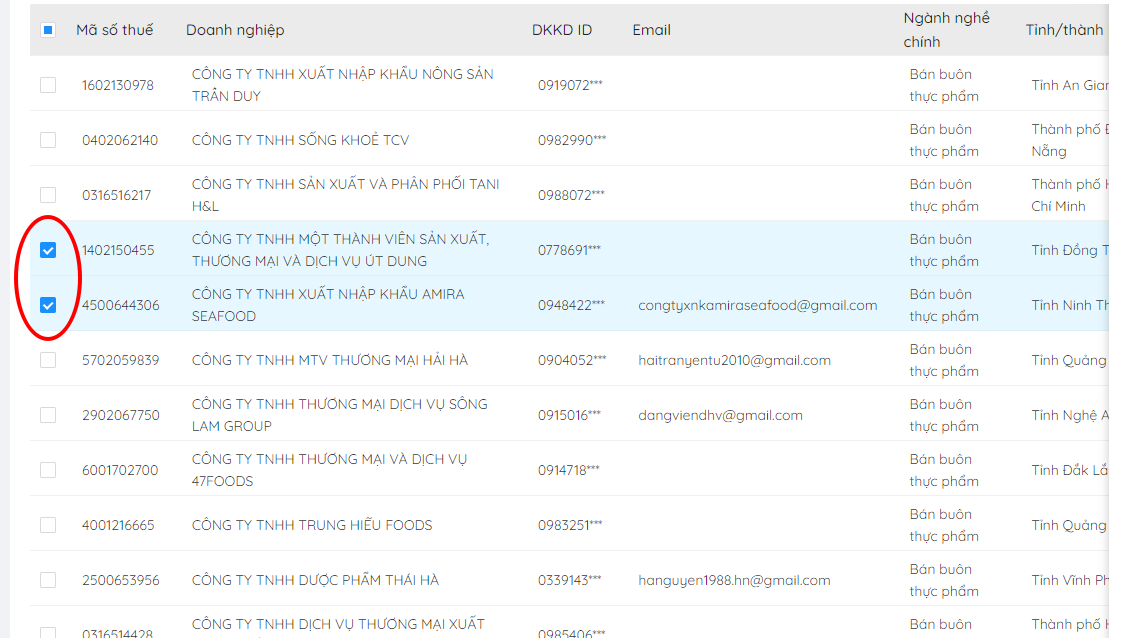 Mã số thuế Doanh nghiệp DKKD ID Email Ngành nghề chính Tỉnh/thành
1602130978 CÔNG TY TNHH XUẤT NHẬP KHẨU NÔNG SẢN TRẦN DUY 0919072*** Bán buôn thực phẩm Tỉnh An Gian
0402062140 CÔNG TY TNHH SỐNG KHOẺ TCV 0982990*** Bán buôn thực phẩm Thành phố Nẵng
0316516217 CÔNG TY TNHH SẢN XUẤT VÀ PHÂN PHỐI TANI H&L 0988072*** Bán buôn thực phẩm Thành phố Chí Minh
1402150455 CÔNG TY TNHH MỘT THÀNH VIÊN SẢN XUẤT, THƯƠNG MẠI VÀ DỊCH VỤ ÚT DUNG 0778691*** Bán buôn thực phẩm Tỉnh Đồng T
4500644306 CÔNG TY TNHH XUẤT NHẬP KHẨU AMIRA SEAFOOD 0948422*** congtyxnkamiraseafood@gmail.com Bán buôn thực phẩm Tỉnh Ninh Th
5702059839 CÔNG TY TNHH MTV THƯƠNG MẠI HẢI HÀ 0904052*** haitranyentu2010@gmail.com Bán buôn thực phẩm Tỉnh Quảng
2902067750 CÔNG TY TNHH THƯƠNG MẠI DỊCH VỤ SÔNG LAM GROUP 0915016*** dangviendhv@gmail.com Bán buôn thực phẩm Tỉnh Nghệ A
6001702700 CÔNG TY TNHH THƯƠNG MẠI VÀ DỊCH VỤ 47FOODS 0914718*** Bán buôn thực phẩm Tỉnh Đắk Lắ
4001216665 CÔNG TY TNHH TRUNG HIẾU FOODS 0983251*** Bán buôn thực phẩm Tỉnh Quảng
2500653956 CÔNG TY TNHH DƯỢC PHẨM THÁI HÀ 0339143*** hanguyen1988.hn@gmail.com Bán buôn thực phẩm Tỉnh Vĩnh Ph
0316514428 CÔNG TY TNHH DỊCH VỤ THƯƠNG MẠI XUẤT 0985406*** Bán buôn Thành phố